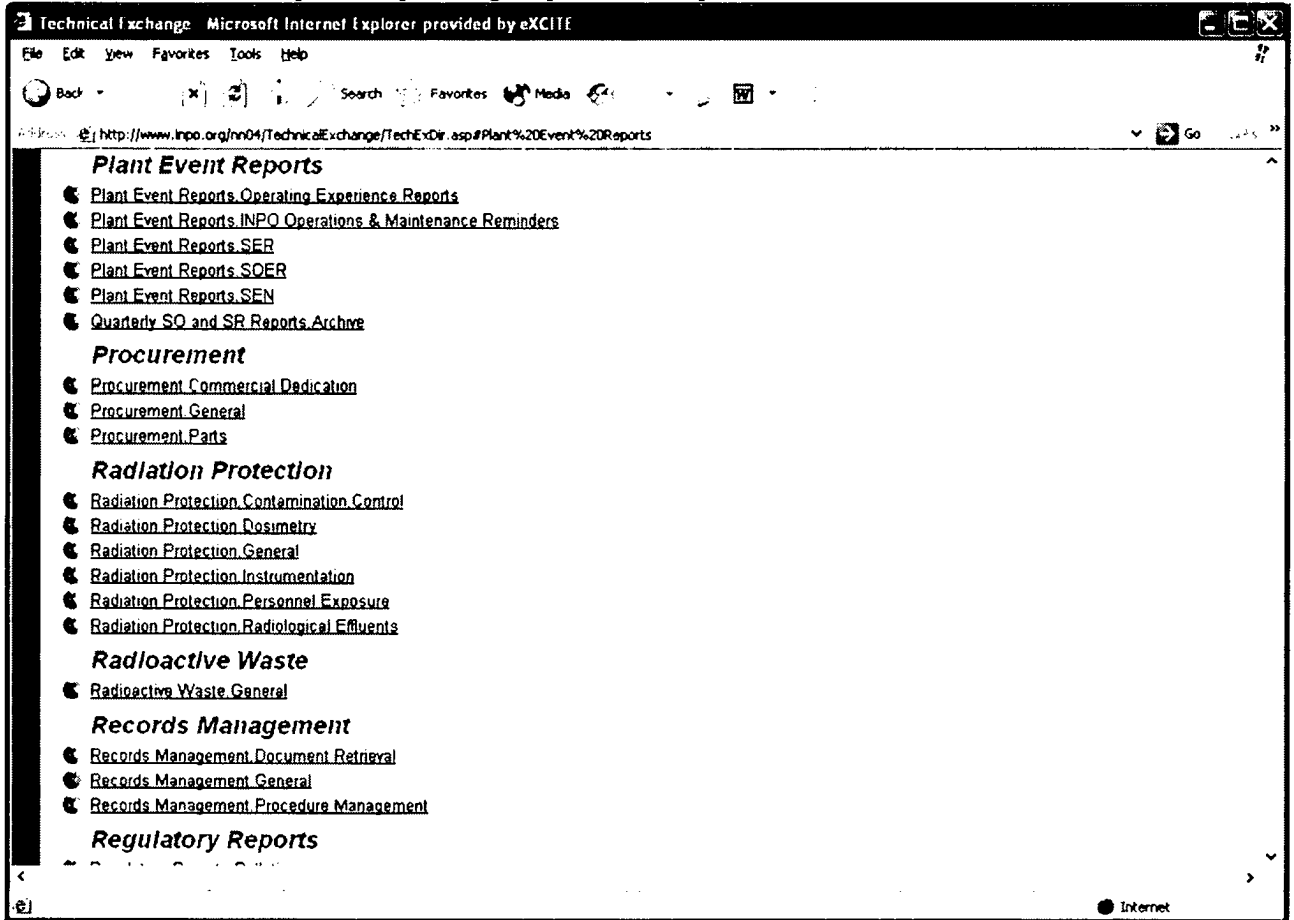 Technical Exchange Microsoft Internet Explorer provided by eXCITE
File Edit View Favorites Tools Help
Back Search Favorites Media
Address http://www.inpo.org/nn04/TechnicalExchange/TechExDir.asp#Plant%20Event%20Reports Go
Plant Event Reports
Plant Event Reports.Operating Experience Reports
Plant Event Reports.INPO Operations & Maintenance Reminders
Plant Event Reports.SER
Plant Event Reports.SOER
Plant Event Reports.SEN
Quarterly SO and SR Reports.Archive
Procurement
Procurement.Commercial Dedication
Procurement.General
Procurement.Parts
Radiation Protection
Radiation Protection.Contamination.Control
Radiation Protection.Dosimetry
Radiation Protection.General
Radiation Protection.Instrumentation
Radiation Protection.Personnel Exposure
Radiation Protection.Radiological Effluents
Radioactive Waste
Radioactive Waste.General
Records Management
Records Management.Document Retrieval
Records Management.General
Records Management.Procedure Management
Regulatory Reports
Internet